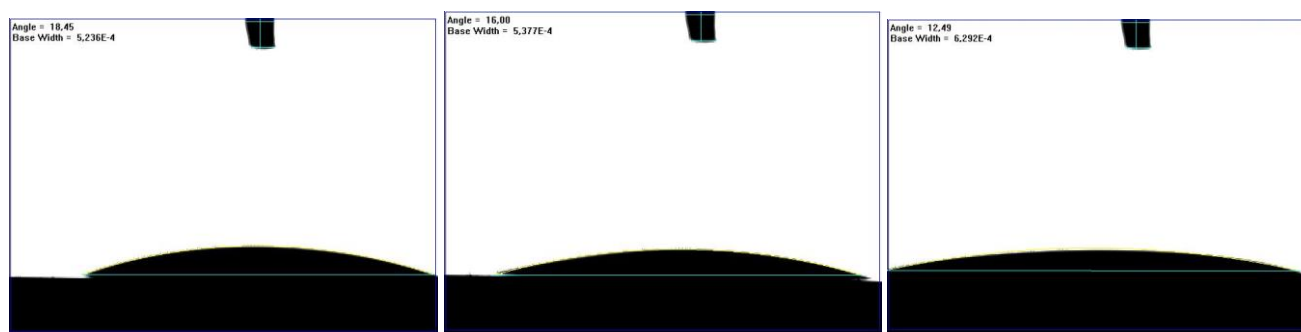 Angle = 18,45
Base Width = 5,236E-4
Angle = 16,00
Base Width = 5,377E-4
Angle = 12,49
Base Width = 6,292E-4